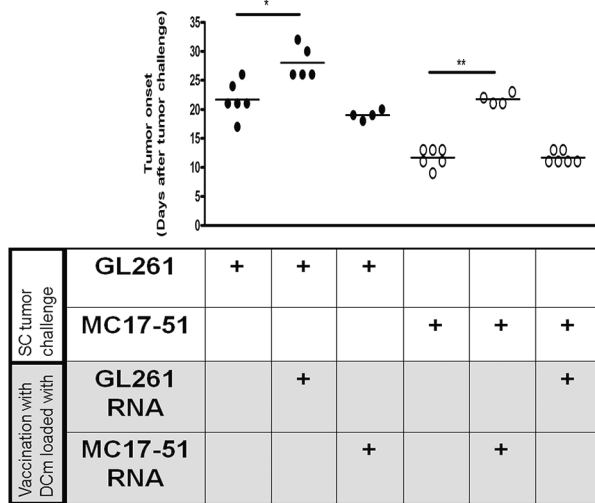 Tumor onset
(Days after tumor challenge)
35
30
25
20
15
10
5
0
*
**
SC tumor
challenge
GL261
+ + +
MC17-51
+ + +
Vaccination with
DCm loaded with
GL261
RNA
+ +
MC17-51
RNA
+ +